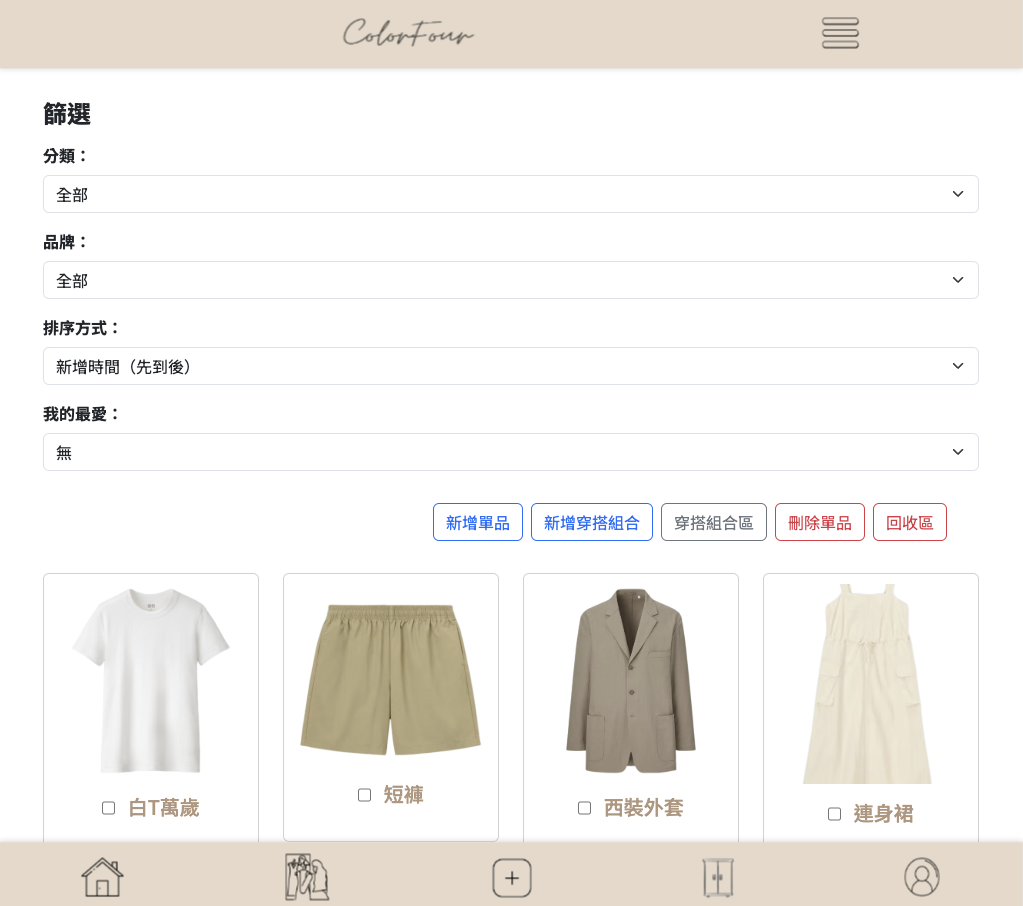 ColorFour
篩選
分類：
全部
品牌：
全部
排序方式：
新增時間（先到後）
我的最愛：
無
新增單品 新增穿搭組合 穿搭組合區 刪除單品 回收區
白T萬歲 短褲 西裝外套 連身裙